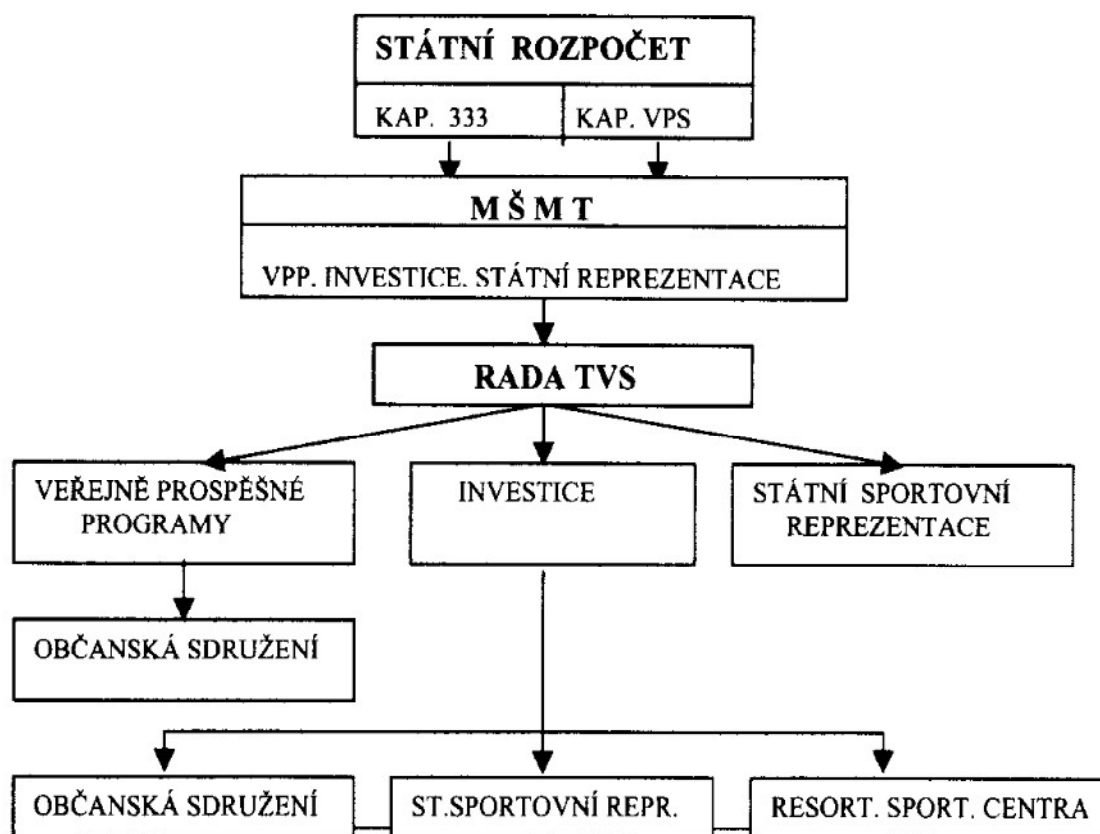 STÁTNÍ ROZPOČET
KAP. 333
KAP. VPS
M Š M T
VPP. INVESTICE. STÁTNÍ REPREZENTACE
RADA TVS
VEŘEJNĚ PROSPĚŠNÉ
PROGRAMY
INVESTICE
STÁTNÍ SPORTOVNÍ
REPREZENTACE
OBČANSKÁ SDRUŽENÍ
OBČANSKÁ SDRUŽENÍ
ST.SPORTOVNÍ REPR.
RESORT. SPORT. CENTRA